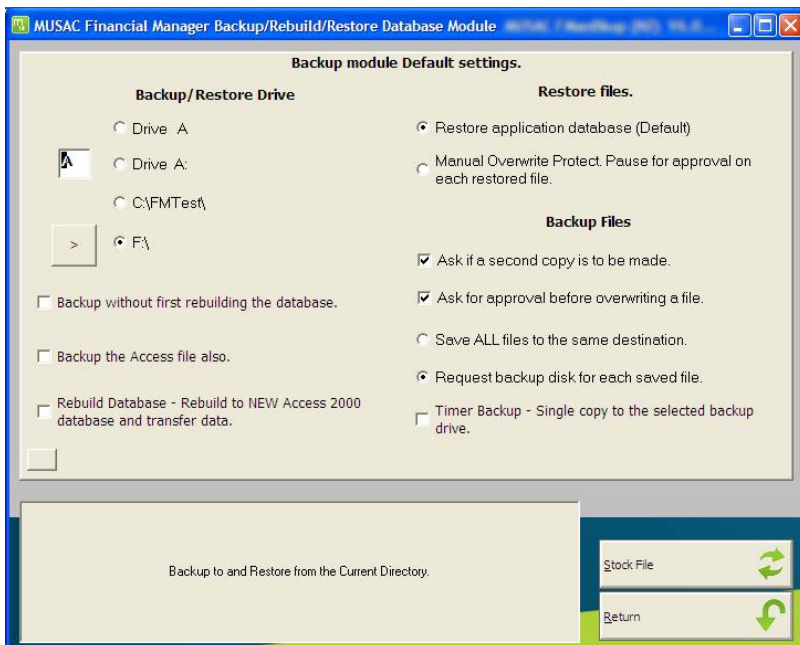 MUSAC Financial Manager Backup/Rebuild/Restore Database Module
Backup module Default settings.
Backup/Restore Drive
Drive A
A
Drive A:
C:\FMTest\
>
F:\
Backup without first rebuilding the database.
Backup the Access file also.
Rebuild Database - Rebuild to NEW Access 2000
database and transfer data.
Restore files.
Restore application database (Default)
Manual Overwrite Protect. Pause for approval on
each restored file.
Backup Files
Ask if a second copy is to be made.
Ask for approval before overwriting a file.
Save ALL files to the same destination.
Request backup disk for each saved file.
Timer Backup - Single copy to the selected backup
drive.
Backup to and Restore from the Current Directory.
Stock File
Return